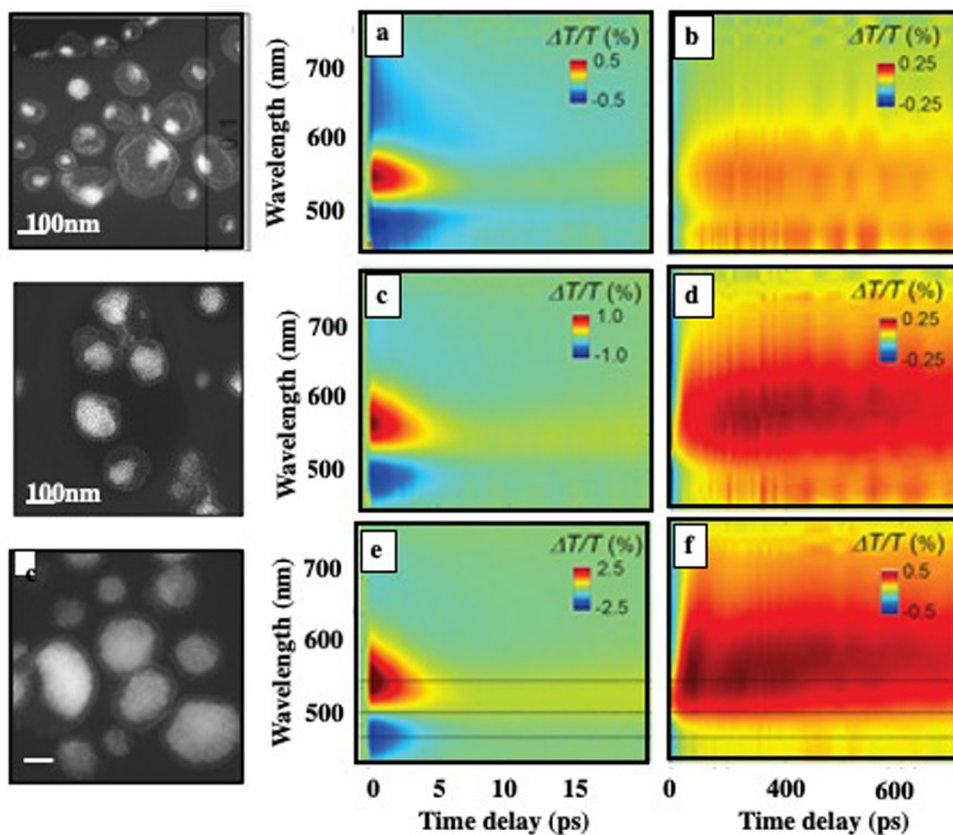 100nm
100nm
e
a
ΔT/T (%)
0.5
-0.5
b
ΔT/T (%)
0.25
-0.25
Wavelength (nm)
700
600
500
c
ΔT/T (%)
1.0
-1.0
d
ΔT/T (%)
0.25
-0.25
Wavelength (nm)
700
600
500
e
ΔT/T (%)
2.5
-2.5
f
ΔT/T (%)
0.5
-0.5
Wavelength (nm)
700
600
500
0 5 10 15
Time delay (ps)
0 400 600
Time delay (ps)